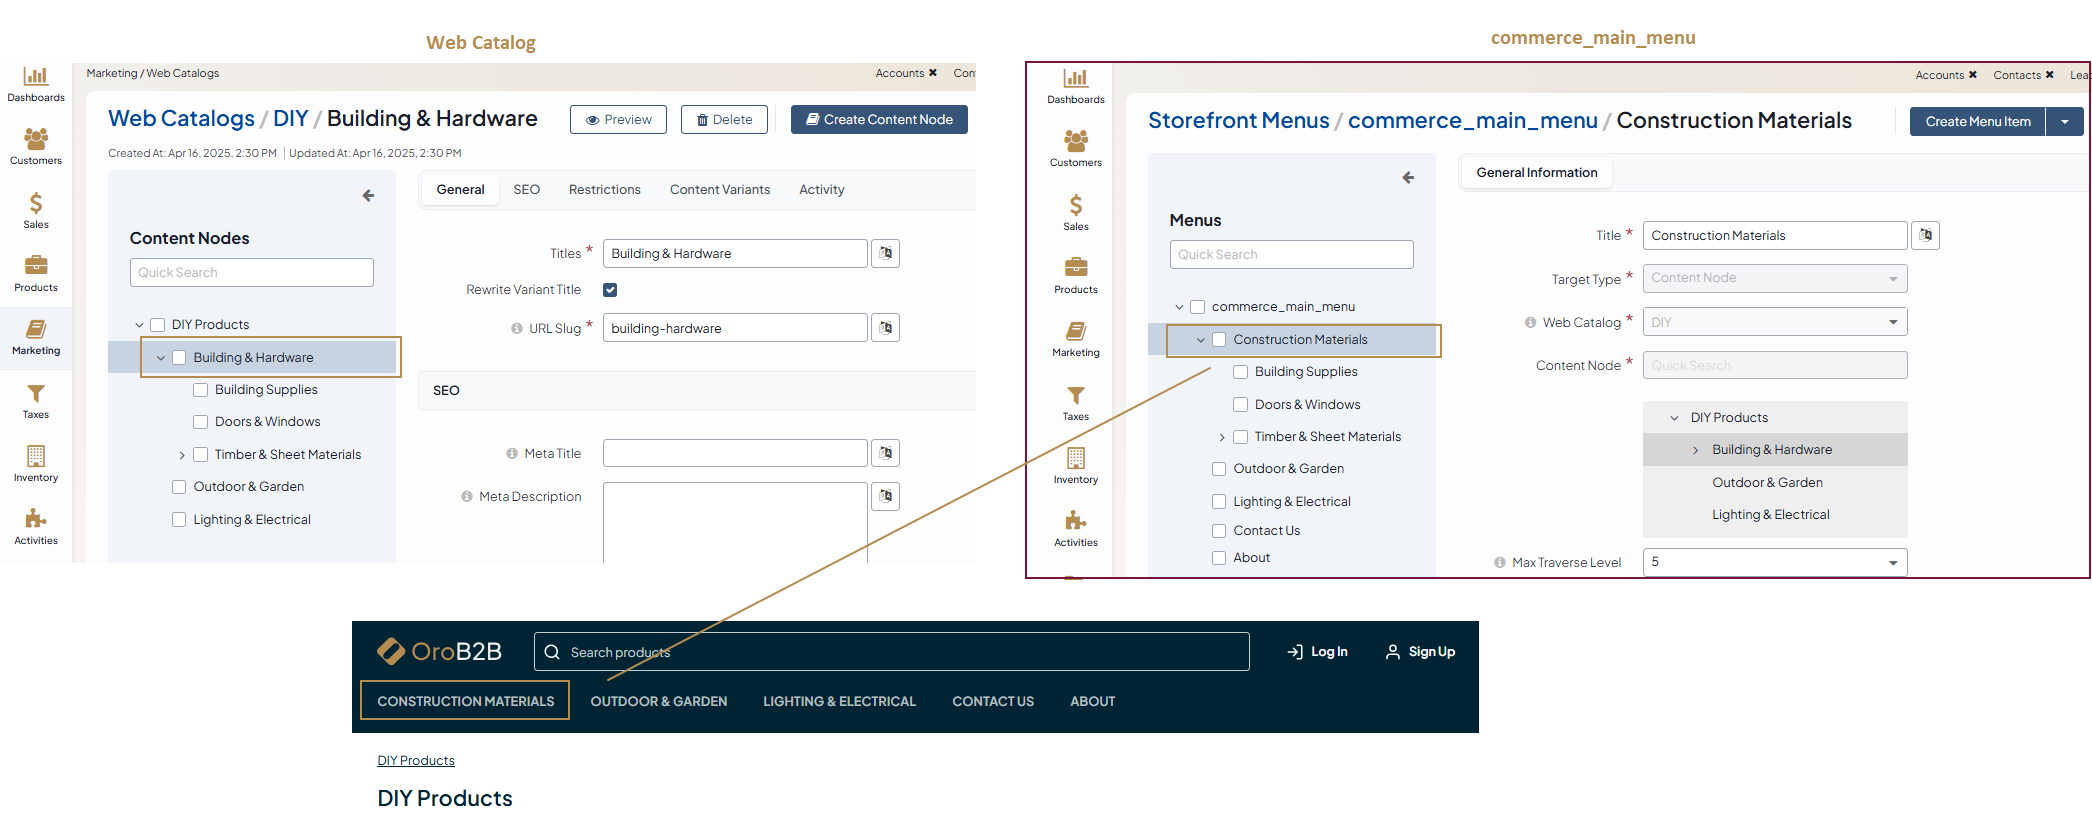 Web Catalog
Marketing / Web Catalogs
Accounts ✖ Con
Web Catalogs / DIY / Building & Hardware
Preview
Delete
Create Content Node
Created At: Apr 16, 2025, 2:30 PM | Updated At: Apr 16, 2025, 2:30 PM
Dashboards
Customers
Sales
Products
Marketing
Taxes
Inventory
Activities
Content Nodes
Quick Search
DIY Products
Building & Hardware
Building Supplies
Doors & Windows
Timber & Sheet Materials
Outdoor & Garden
Lighting & Electrical
General SEO Restrictions Content Variants Activity
Titles * Building & Hardware
Rewrite Variant Title
URL Slug * building-hardware
SEO
Meta Title
Meta Description
commerce_main_menu
Accounts ✖ Contacts ✖ Lea
Storefront Menus / commerce_main_menu / Construction Materials
Create Menu Item
Dashboards
Customers
Sales
Products
Marketing
Taxes
Inventory
Activities
Menus
Quick Search
commerce_main_menu
Construction Materials
Building Supplies
Doors & Windows
Timber & Sheet Materials
Outdoor & Garden
Lighting & Electrical
Contact Us
About
General Information
Title * Construction Materials
Target Type * Content Node
Web Catalog * DIY
Content Node * Quick Search
DIY Products
Building & Hardware
Outdoor & Garden
Lighting & Electrical
Max Traverse Level 5
OroB2B
Search products
Log In
Sign Up
CONSTRUCTION MATERIALS OUTDOOR & GARDEN LIGHTING & ELECTRICAL CONTACT US ABOUT
DIY Products
DIY Products